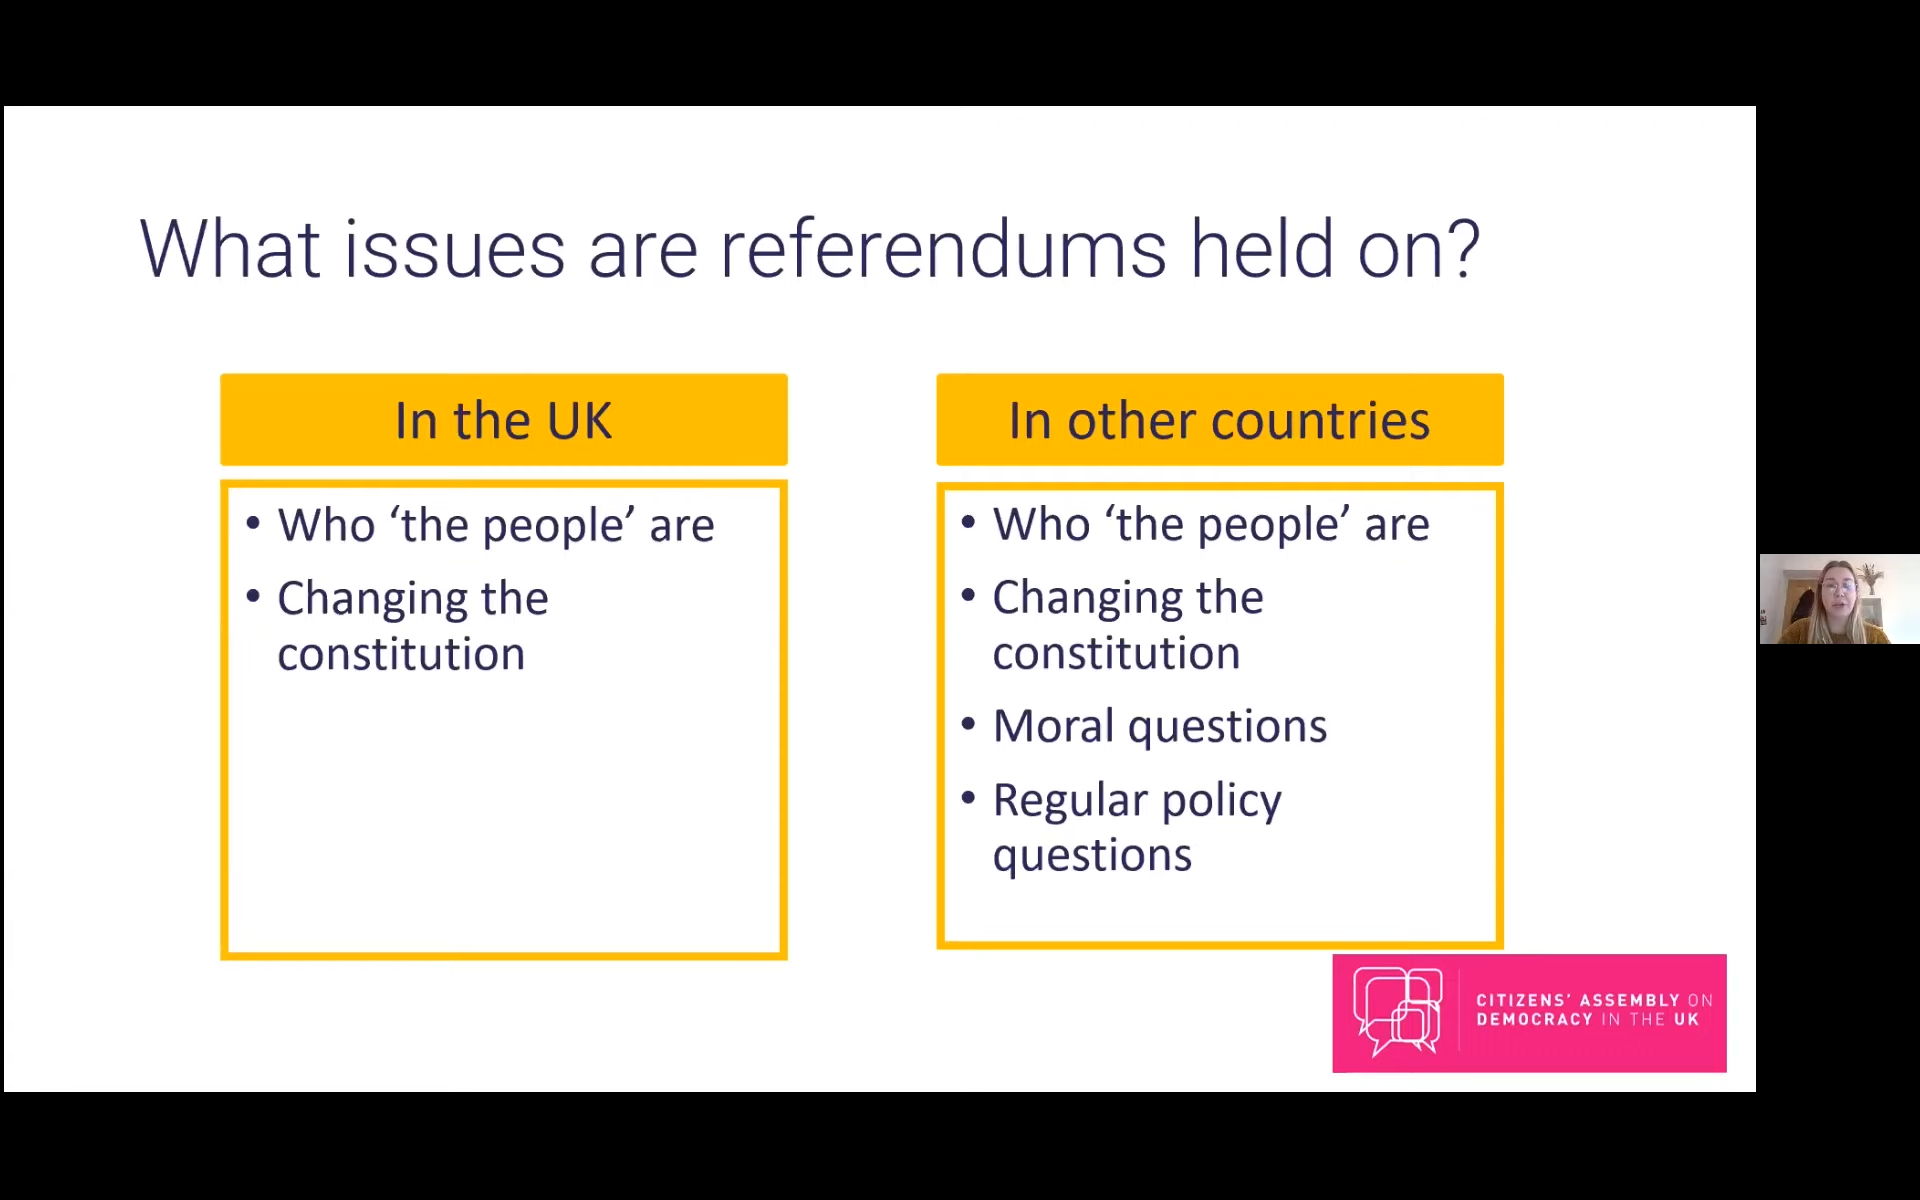 What issues are referendums held on?
In the UK
• Who ‘the people’ are
• Changing the
constitution
In other countries
• Who ‘the people’ are
• Changing the
constitution
• Moral questions
• Regular policy
questions
CITIZENS’ ASSEMBLY ON
DEMOCRACY IN THE UK